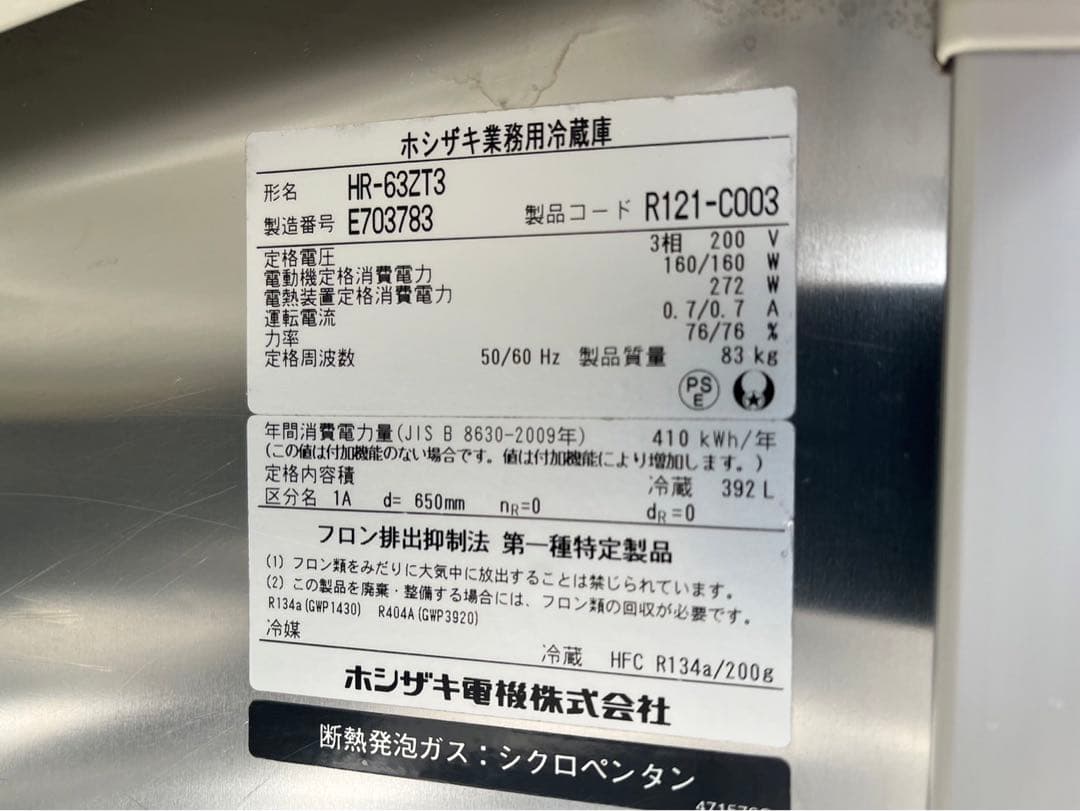 ホシザキ業務用冷蔵庫
形名 HR-63ZT3
製造番号 E703783 製品コード R121-C003
定格電圧 3相 200 V
電動機定格消費電力 160/160 W
電熱装置定格消費電力 272 W
運転電流 0.7/0.7 A
力率 76/76 %
定格周波数 50/60 Hz 製品質量 83 kg
PS E
年間消費電力量(JIS B 8630-2009年) 410 kWh/年
(この値は付加機能のない場合です。値は付加機能により増加します。)
定格内容積 冷蔵 392 L
区分名 1A d= 650mm nR=0 dR=0
フロン排出抑制法 第一種特定製品
(1) フロン類をみだりに大気中に放出することは禁じられています。
(2) この製品を廃棄・整備する場合には、フロン類の回収が必要です。
R134a(GWP1430) R404A(GWP3920)
冷媒
冷蔵 HFC R134a/200g
ホシザキ電機株式会社
断熱発泡ガス：シクロペンタン